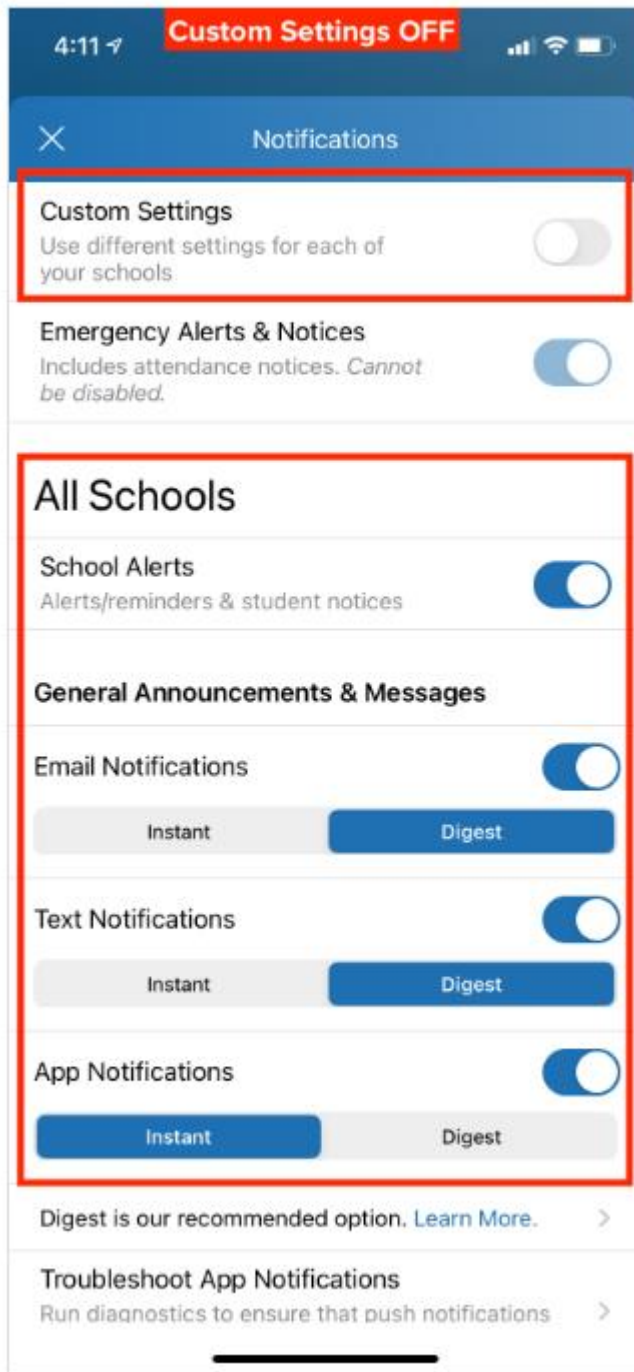 4:11
Custom Settings OFF
Notifications
Custom Settings
Use different settings for each of
your schools
Emergency Alerts & Notices
Includes attendance notices. Cannot
be disabled.
All Schools
School Alerts
Alerts/reminders & student notices
General Announcements & Messages
Email Notifications
Instant Digest
Text Notifications
Instant Digest
App Notifications
Instant Digest
Digest is our recommended option. Learn More.
Troubleshoot App Notifications
Run diagnostics to ensure that push notifications